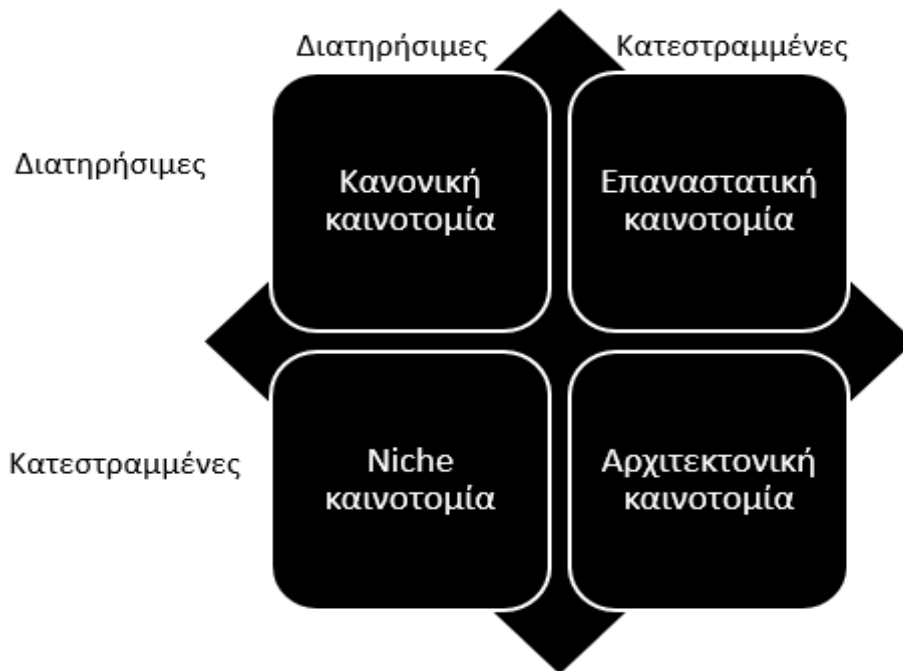 Διατηρήσιμες
Κατεστραμμένες
Διατηρήσιμες
Κανονική
καινοτομία
Επαναστατική
καινοτομία
Κατεστραμμένες
Niche
καινοτομία
Αρχιτεκτονική
καινοτομία